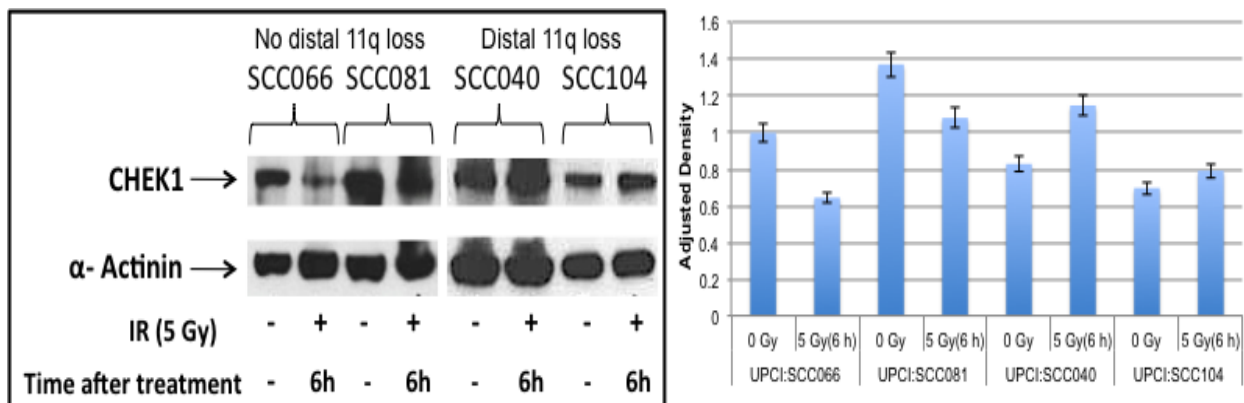 No distal 11q loss Distal 11q loss
SCC066 SCC081 SCC040 SCC104
CHEK1
α- Actinin
IR (5 Gy) - + - + - + - +
Time after treatment - 6h - 6h - 6h - 6h
Adjusted Density
1.6
1.4
1.2
1
0.8
0.6
0.4
0.2
0
0 Gy 5 Gy(6 h) 0 Gy 5 Gy(6 h) 0 Gy 5 Gy(6 h) 0 Gy 5 Gy(6 h)
UPCI:SCC066 UPCI:SCC081 UPCI:SCC040 UPCI:SCC104